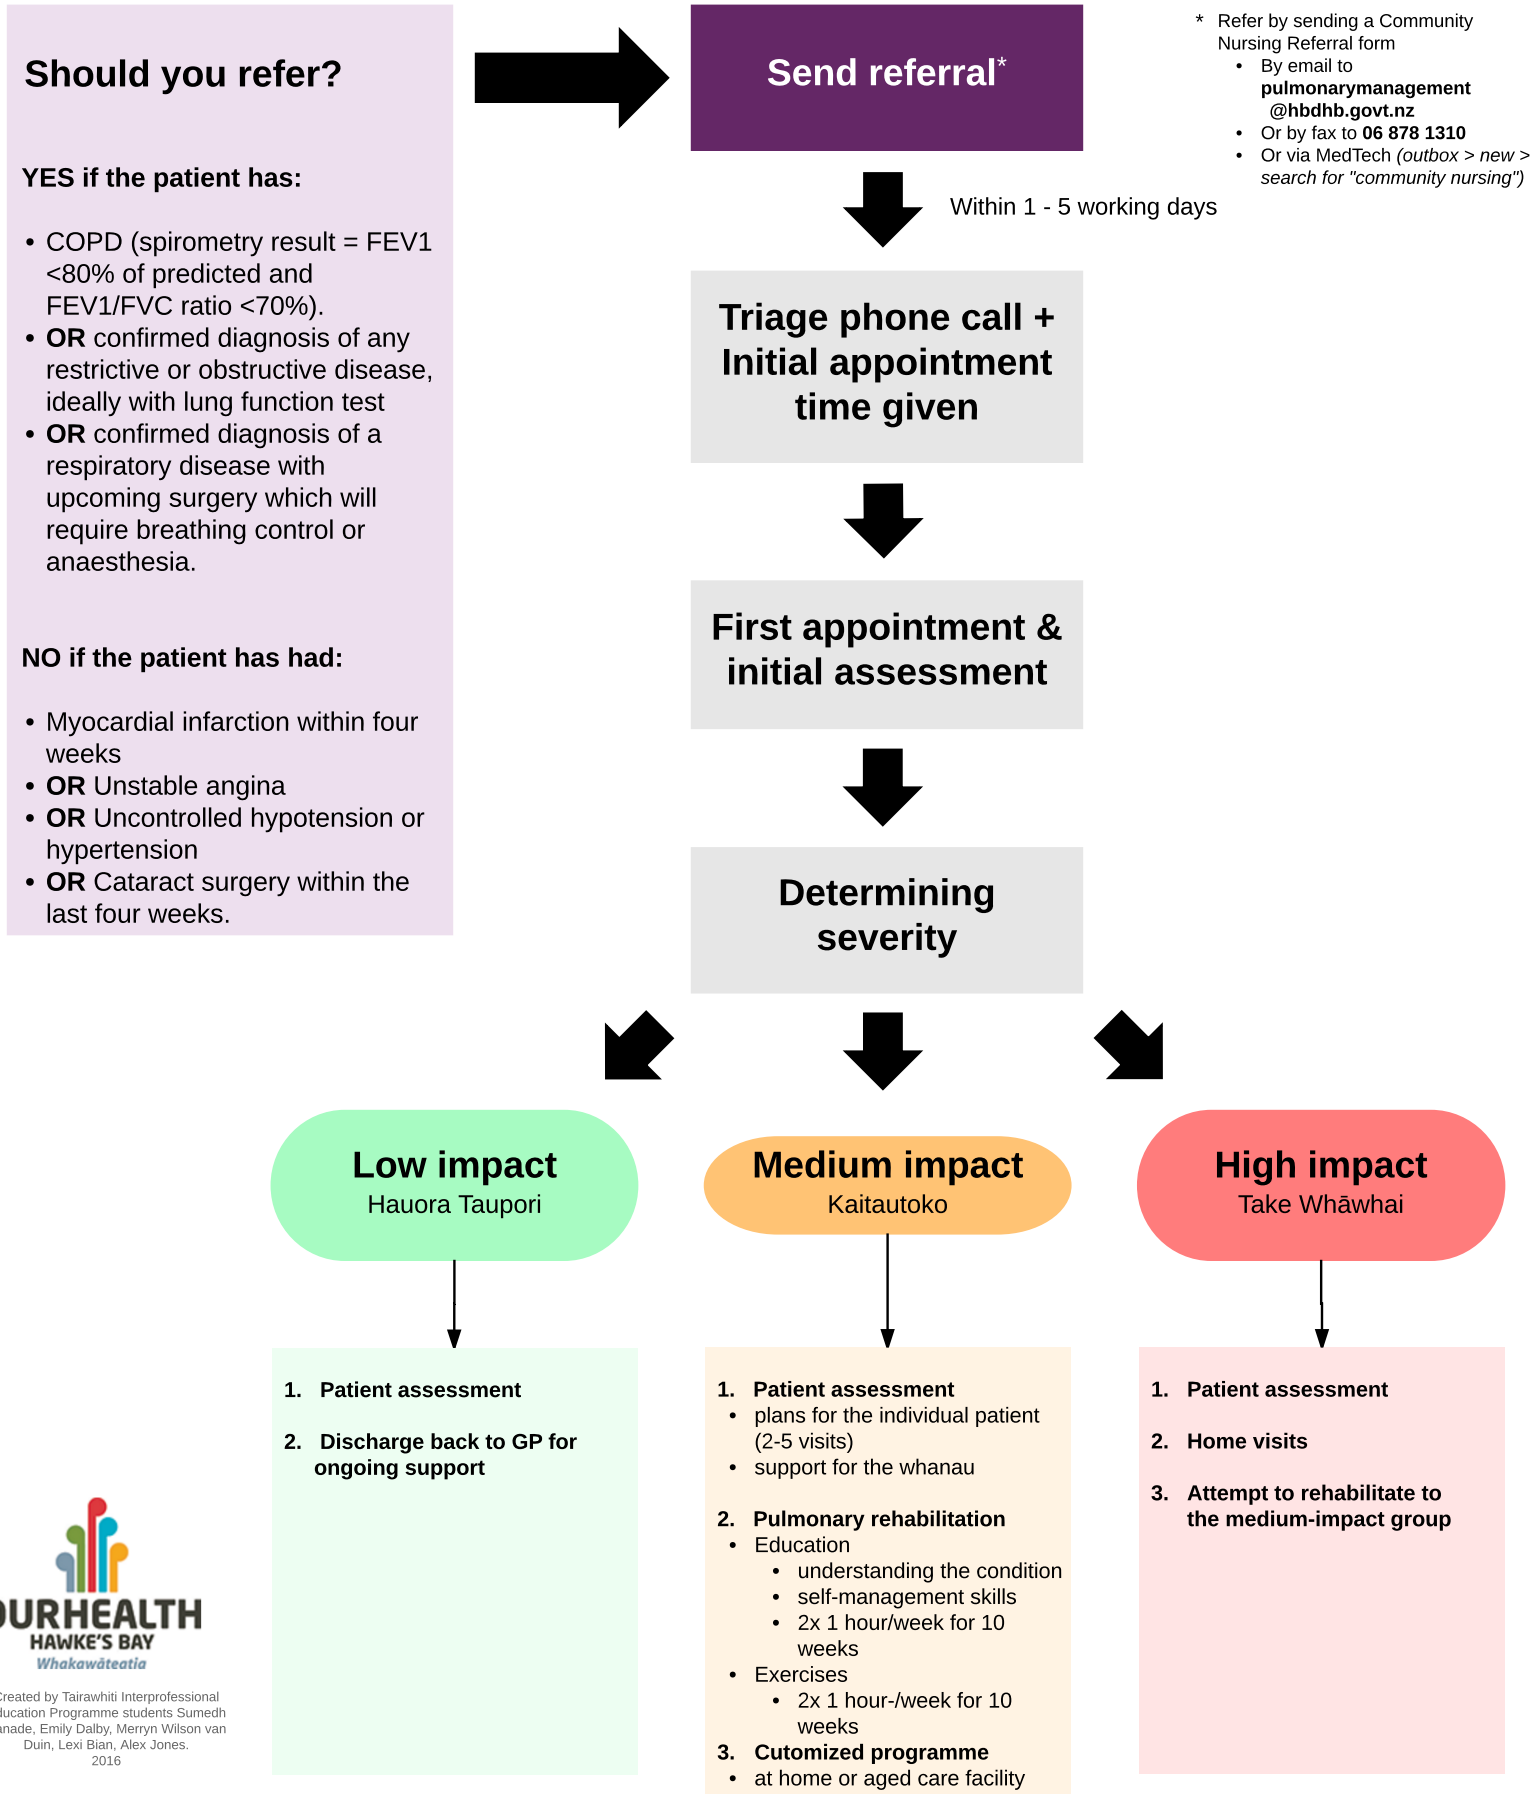 Should you refer?
YES if the patient has:
• COPD (spirometry result = FEV1
<80% of predicted and
FEV1/FVC ratio <70%).
• OR confirmed diagnosis of any
restrictive or obstructive disease,
ideally with lung function test
• OR confirmed diagnosis of a
respiratory disease with
upcoming surgery which will
require breathing control or
anaesthesia.
NO if the patient has had:
• Myocardial infarction within four
weeks
• OR Unstable angina
• OR Uncontrolled hypotension or
hypertension
• OR Cataract surgery within the
last four weeks.
Send referral*
* Refer by sending a Community
Nursing Referral form
• By email to
pulmonarymanagement
@hbdhb.govt.nz
• Or by fax to 06 878 1310
• Or via MedTech (outbox > new >
search for "community nursing")
Within 1 - 5 working days
Triage phone call +
Initial appointment
time given
First appointment &
initial assessment
Determining
severity
Low impact
Hauora Taupori
Medium impact
Kaitautoko
High impact
Take Whāwhai
1. Patient assessment
2. Discharge back to GP for
ongoing support
1. Patient assessment
• plans for the individual patient
(2-5 visits)
• support for the whanau
2. Pulmonary rehabilitation
• Education
• understanding the condition
• self-management skills
• 2x 1 hour/week for 10
weeks
• Exercises
• 2x 1 hour-/week for 10
weeks
3. Cutomized programme
• at home or aged care facility
1. Patient assessment
2. Home visits
3. Attempt to rehabilitate to
the medium-impact group
OURHEALTH
HAWKE'S BAY
Whakawāteatia
Created by Tairawhiti Interprofessional
Programme students Sumedh
Emily Dalby, Merryn Wilson van
Duin, Lexi Bian, Alex Jones.
2016